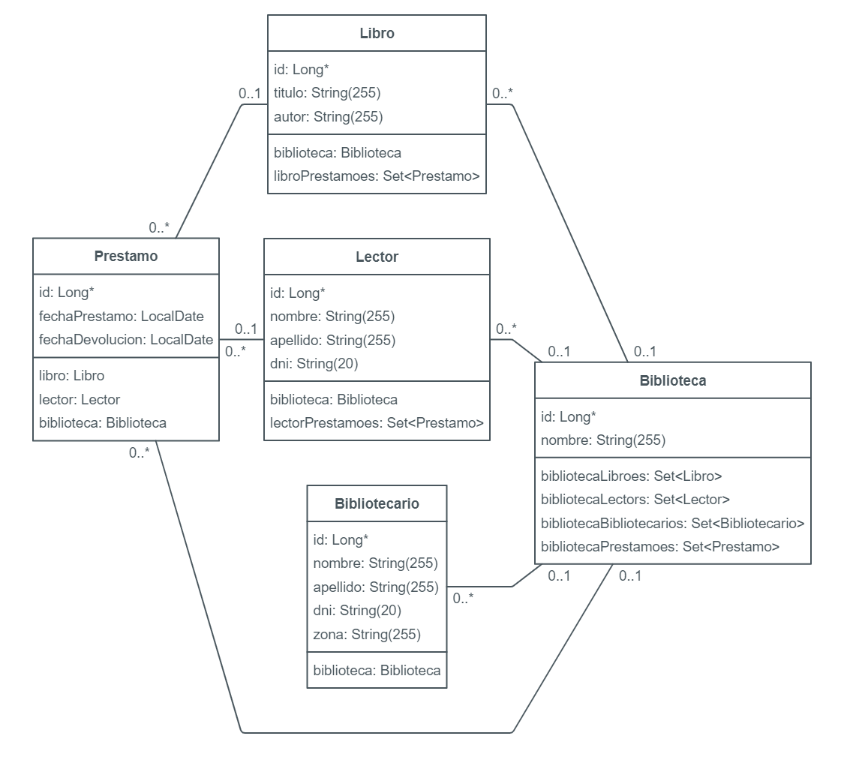 Libro
id: Long*
titulo: String(255)
autor: String(255)
biblioteca: Biblioteca
libroPrestamoes: Set<Prestamo>
0..1
0..*
0..*
Prestamo
id: Long*
fechaPrestamo: LocalDate
fechaDevolucion: LocalDate
libro: Libro
lector: Lector
biblioteca: Biblioteca
0..1
0..*
0..*
Lector
id: Long*
nombre: String(255)
apellido: String(255)
dni: String(20)
biblioteca: Biblioteca
lectorPrestamoes: Set<Prestamo>
0..*
0..1
0..1
Biblioteca
id: Long*
nombre: String(255)
bibliotecaLibroes: Set<Libro>
bibliotecaLectors: Set<Lector>
bibliotecaBibliotecarios: Set<Bibliotecario>
bibliotecaPrestamoes: Set<Prestamo>
0..1
0..1
Bibliotecario
id: Long*
nombre: String(255)
apellido: String(255)
dni: String(20)
zona: String(255)
biblioteca: Biblioteca
0..*